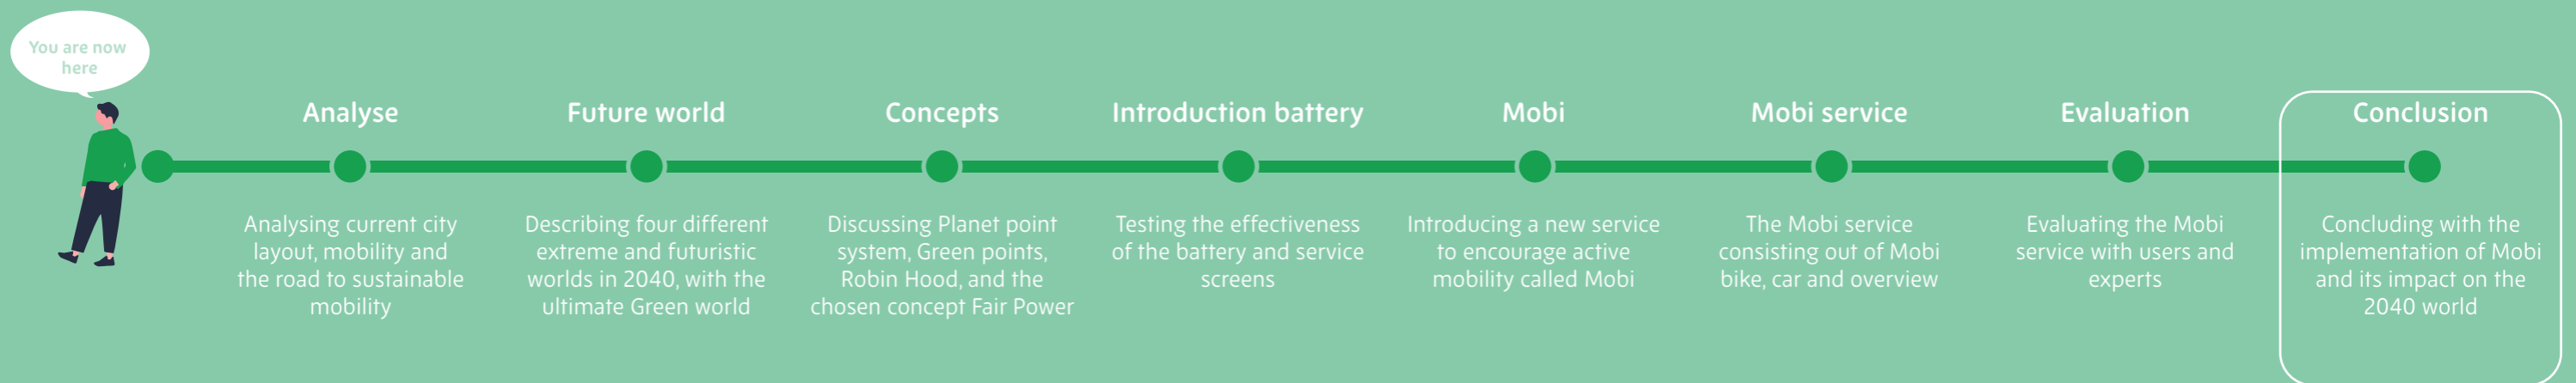 You are now
here
Analyse
Analysing current city
layout, mobility and
the road to sustainable
mobility
Future world
Describing four different
extreme and futuristic
worlds in 2040, with the
ultimate Green world
Concepts
Discussing Planet point
system, Green points,
Robin Hood, and the
chosen concept Fair Power
Introduction battery
Testing the effectiveness
of the battery and service
screens
Mobi
Introducing a new service
to encourage active
mobility called Mobi
Mobi service
The Mobi service
consisting out of Mobi
bike, car and overview
Evaluation
Evaluating the Mobi
service with users and
experts
Conclusion
Concluding with the
implementation of Mobi
and its impact on the
2040 world